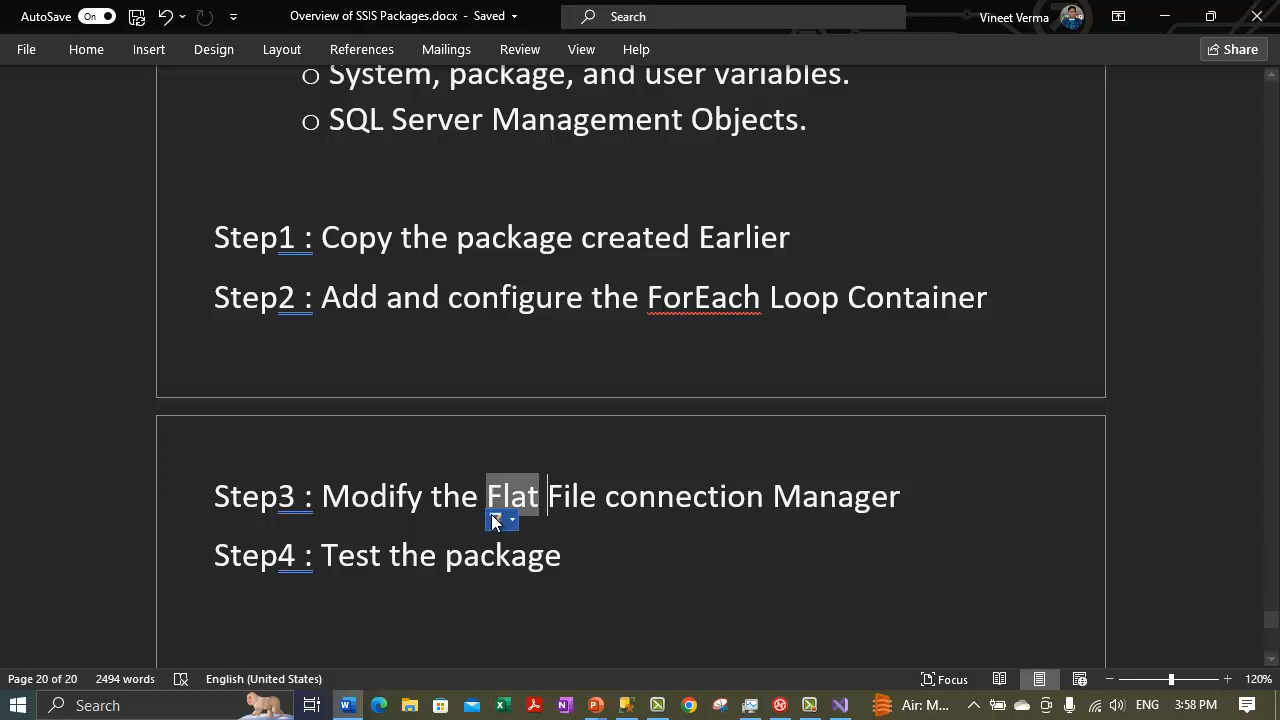 AutoSave On Overview of SSIS Packages.docx - Saved Search Vineet Verma
File Home Insert Design Layout References Mailings Review View Help Share
o System, package, and user variables.
o SQL Server Management Objects.
Step1 : Copy the package created Earlier
Step2 : Add and configure the ForEach Loop Container
Step3 : Modify the Flat File connection Manager
Step4 : Test the package
Page 20 of 20 2494 words English (United States) Focus 120%
Search Air: M... ENG 3:58 PM